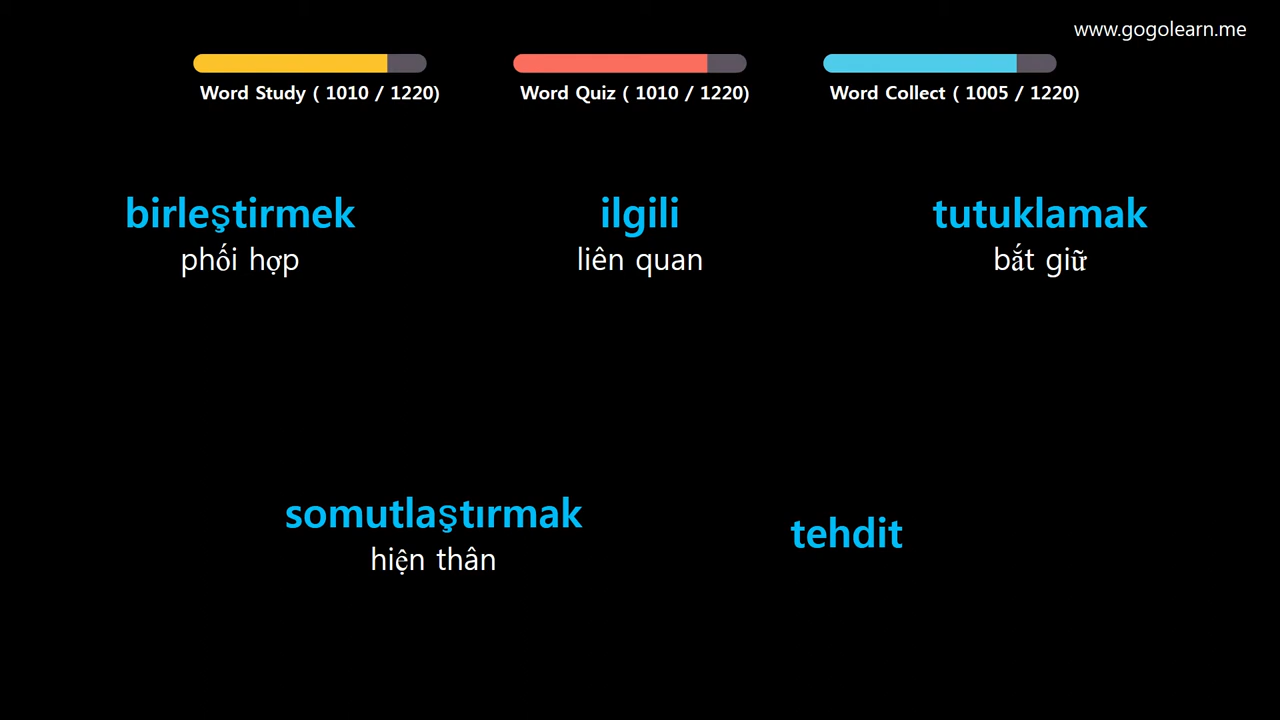 www.gogolearn.me
Word Study ( 1010 / 1220)
Word Quiz ( 1010 / 1220)
Word Collect ( 1005 / 1220)
birleştirmek
phối hợp
ilgili
liên quan
tutuklamak
bắt giữ
somutlaştırmak
hiện thân
tehdit